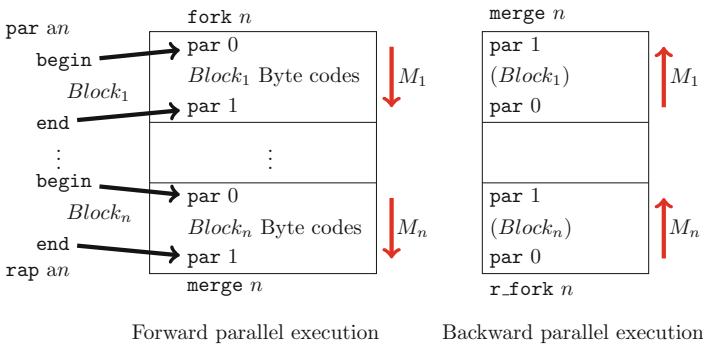 par an
begin
Block₁
end
⋮
begin
Blockₙ
end
rap an
fork n
par 0
Block₁ Byte codes
par 1
M₁
⋮
par 0
Blockₙ Byte codes
par 1
Mₙ
merge n
Forward parallel execution
merge n
par 1
(Block₁)
par 0
M₁
par 1
(Blockₙ)
par 0
Mₙ
r_fork n
Backward parallel execution